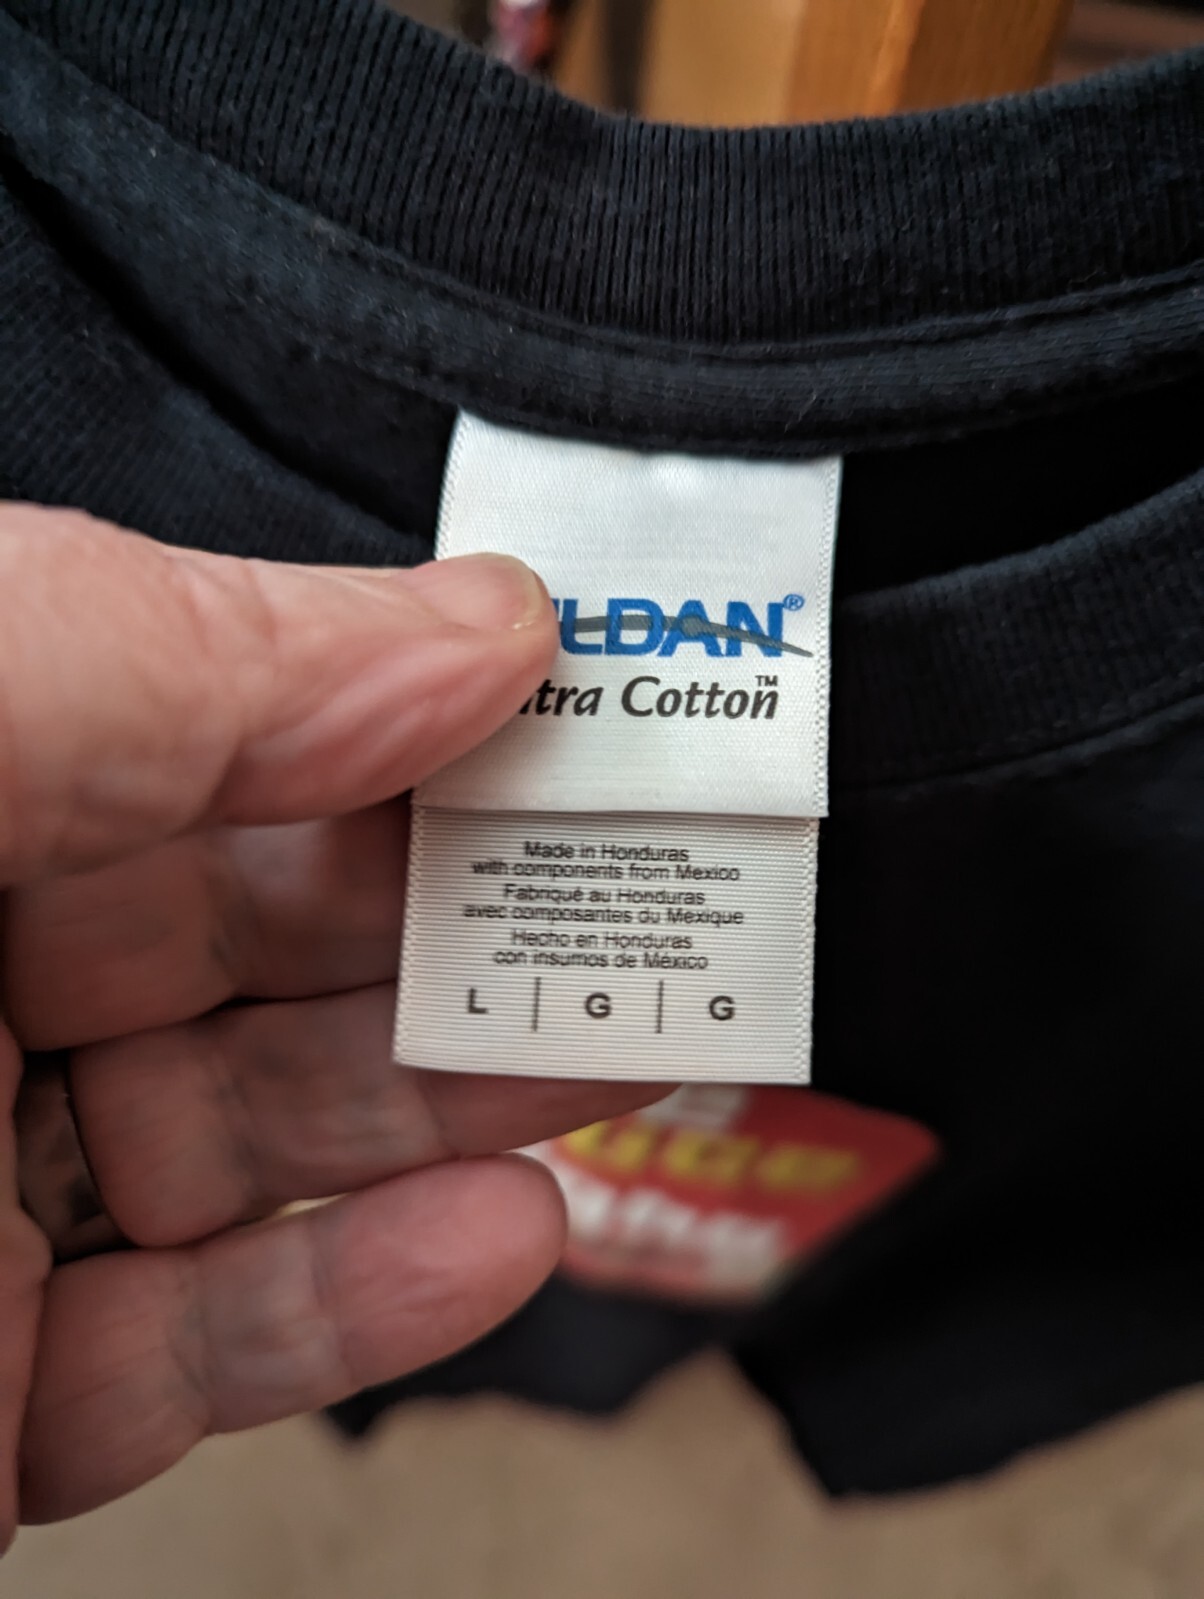 ILDAN®
tra Cotton™
Made in Honduras
with components from Mexico
Fabriqué au Honduras
avec composantes du Mexique
Hecho en Honduras
con insumos de México
L | G | G